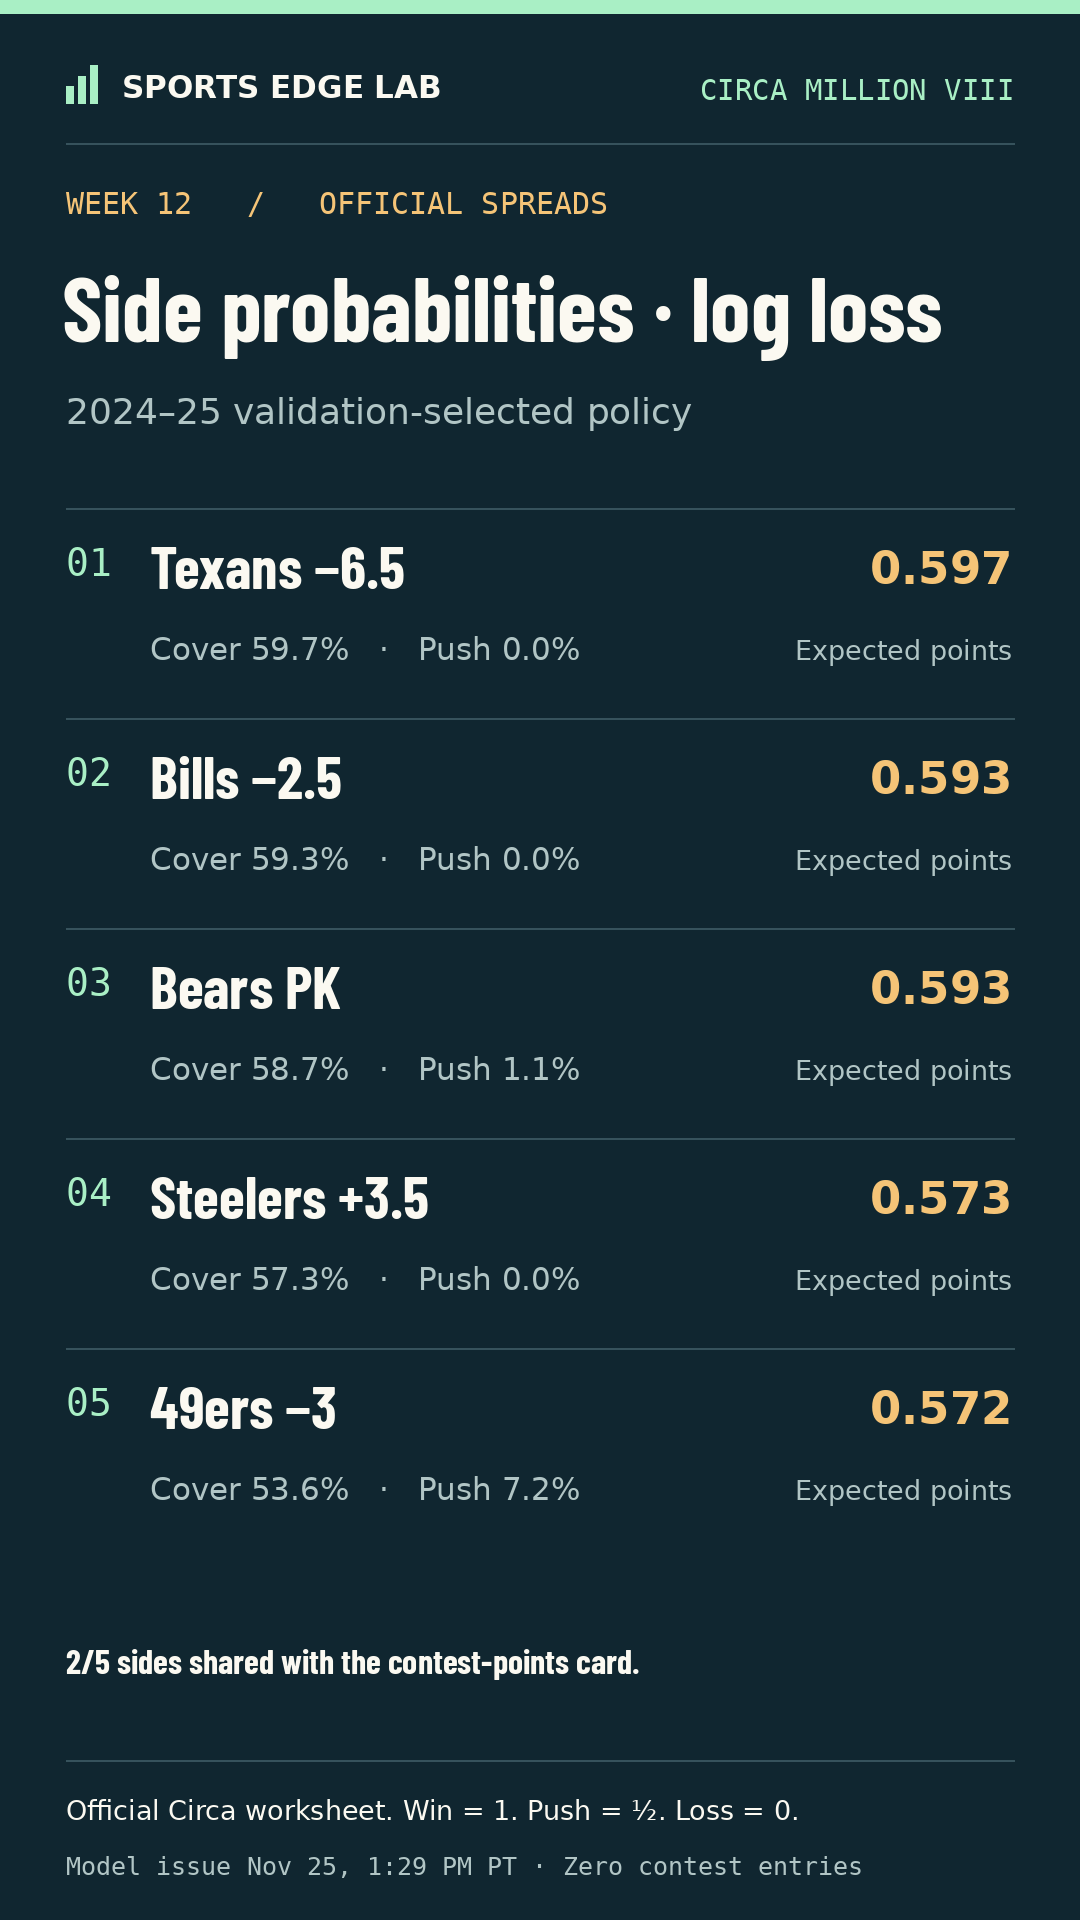 SPORTS EDGE LAB
CIRCA MILLION VIII
WEEK 12 / OFFICIAL SPREADS
Side probabilities · log loss
2024–25 validation-selected policy
01 Texans −6.5 0.597
Cover 59.7% · Push 0.0% Expected points
02 Bills −2.5 0.593
Cover 59.3% · Push 0.0% Expected points
03 Bears PK 0.593
Cover 58.7% · Push 1.1% Expected points
04 Steelers +3.5 0.573
Cover 57.3% · Push 0.0% Expected points
05 49ers −3 0.572
Cover 53.6% · Push 7.2% Expected points
2/5 sides shared with the contest-points card.
Official Circa worksheet. Win = 1. Push = ½. Loss = 0.
Model issue Nov 25, 1:29 PM PT · Zero contest entries